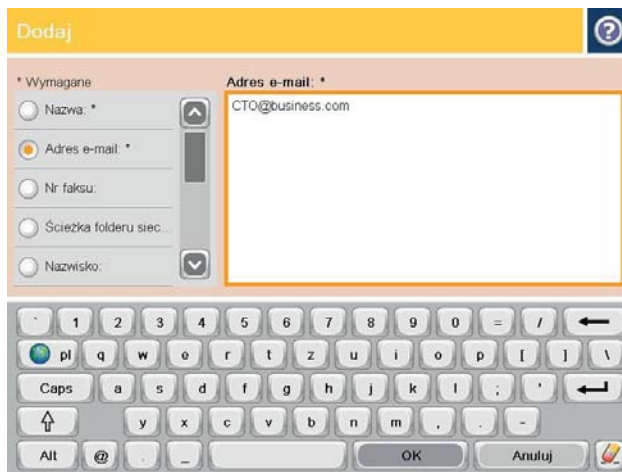 Dodaj
?
* Wymagane
Nazwa: *
Adres e-mail: *
Nr faksu:
Ścieżka folderu siec...
Nazwisko:
Adres e-mail: *
CTO@business.com
` 1 2 3 4 5 6 7 8 9 0 = /
pl q w e r t z u i o p [ ] \
Caps a s d f g h j k l ; '
y x c v b n m , . -
Alt @ . _ OK Anuluj